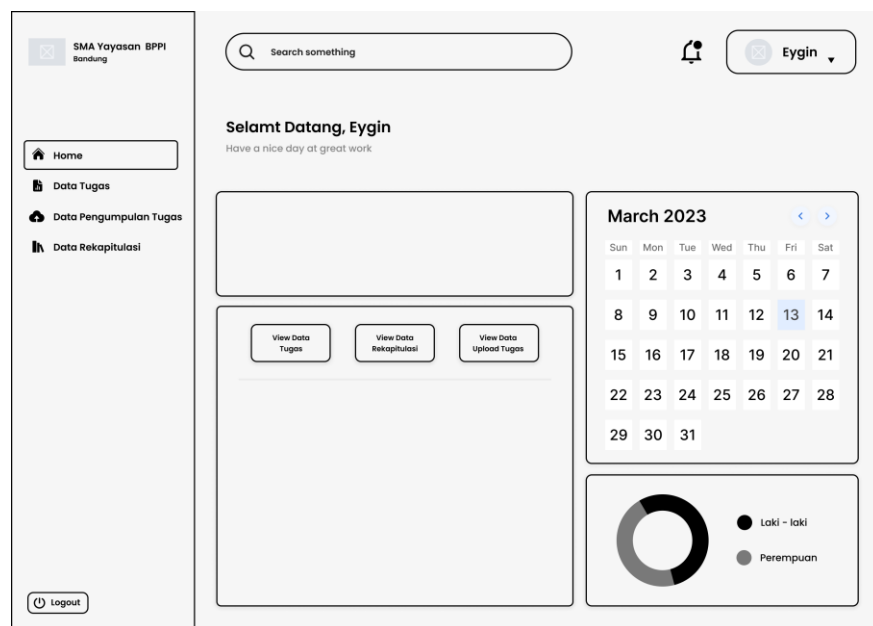 SMA Yayasan BPPI
Bandung
Search something
Eygin
Selamt Datang, Eygin
Have a nice day at great work
Home
Data Tugas
Data Pengumpulan Tugas
Data Rekapitulasi
Logout
View Data
Tugas
View Data
Rekapitulasi
View Data
Upload Tugas
March 2023
Sun Mon Tue Wed Thu Fri Sat
1 2 3 4 5 6 7
8 9 10 11 12 13 14
15 16 17 18 19 20 21
22 23 24 25 26 27 28
29 30 31
Laki - laki
Perempuan